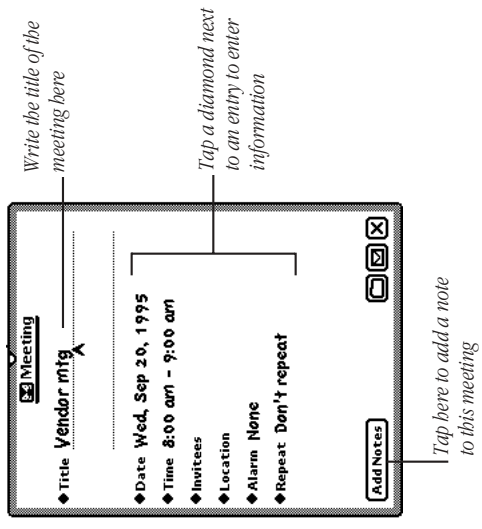 Write the title of the
meeting here
Tap a diamond next
to an entry to enter
information
Meeting
Title Vendor mtg
Date Wed, Sep 20, 1995
Time 8:00 am - 9:00 am
Invitees
Location
Alarm None
Repeat Don't repeat
Add Notes
Tap here to add a note
to this meeting